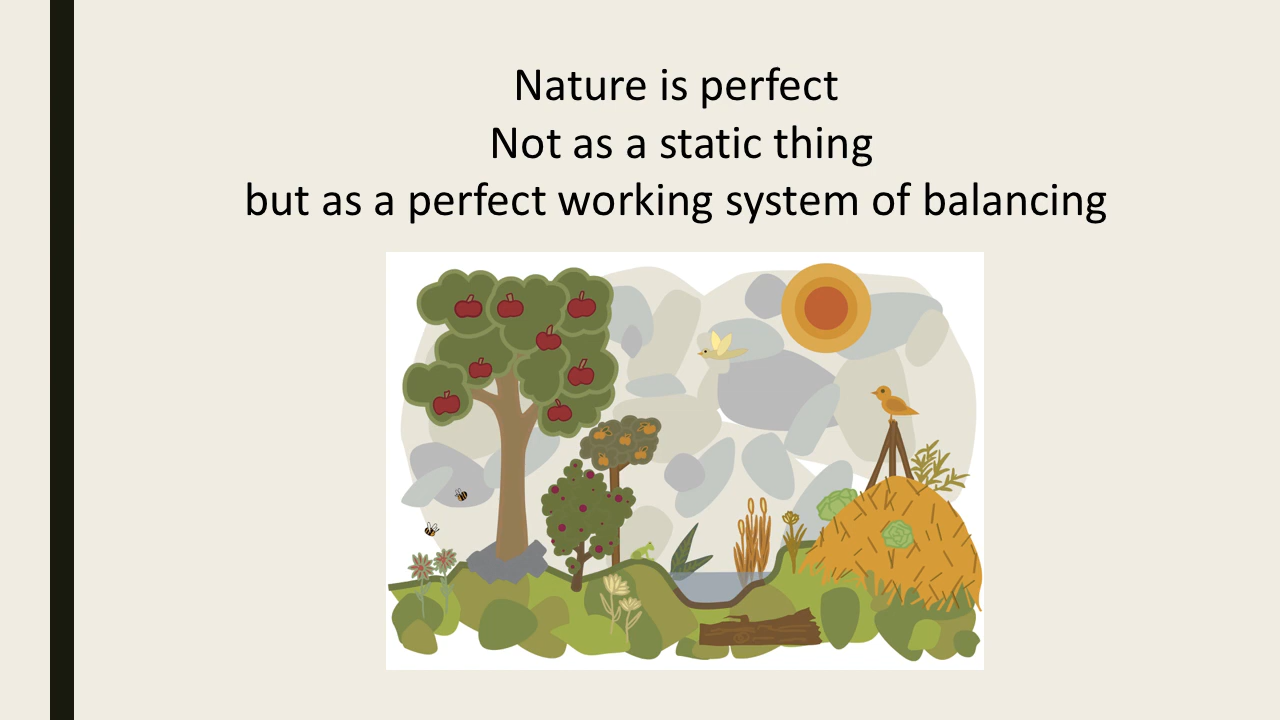 Nature is perfect
Not as a static thing
but as a perfect working system of balancing